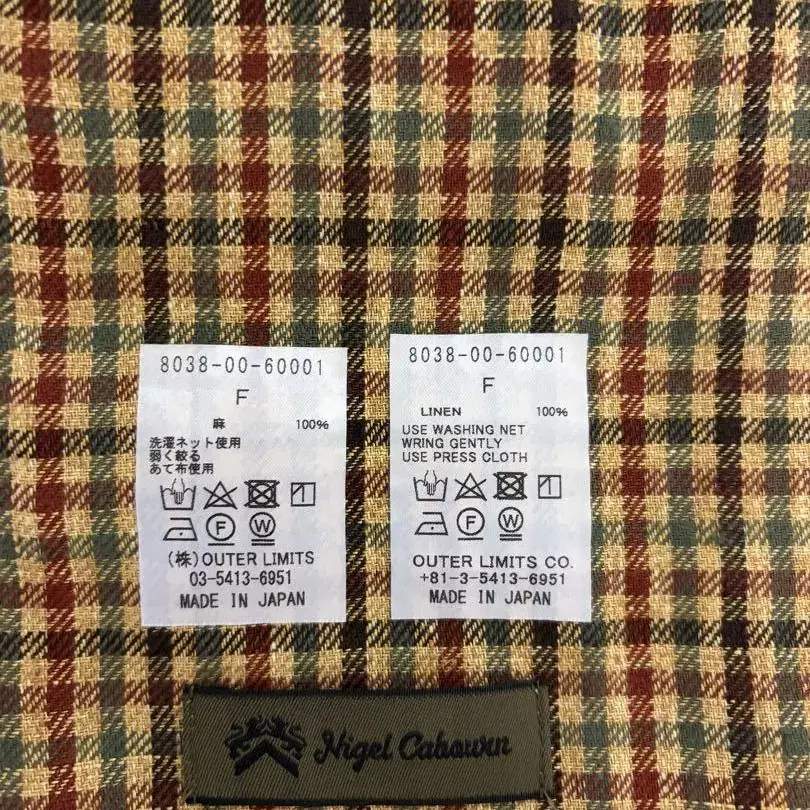 8038-00-60001
F
麻 100%
洗濯ネット使用
弱く絞る
あて布使用
F W
(株)OUTER LIMITS
03-5413-6951
MADE IN JAPAN
8038-00-60001
F
LINEN 100%
USE WASHING NET
WRING GENTLY
USE PRESS CLOTH
F W
OUTER LIMITS CO.
+81-3-5413-6951
MADE IN JAPAN
Nigel Cabourn